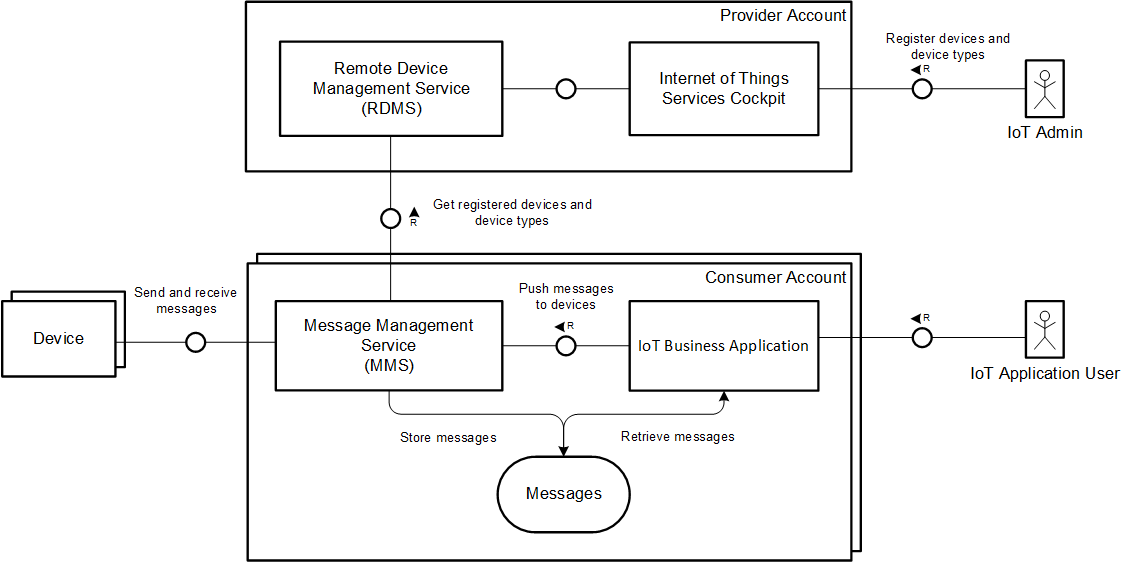 Provider Account
Remote Device
Management Service
(RDMS)
Internet of Things
Services Cockpit
Register devices and
device types
R
IoT Admin
Get registered devices and
device types
R
Consumer Account
Device
Send and receive
messages
Message Management
Service
(MMS)
Push messages
to devices
R
IoT Business Application
R
IoT Application User
Store messages
Retrieve messages
Messages